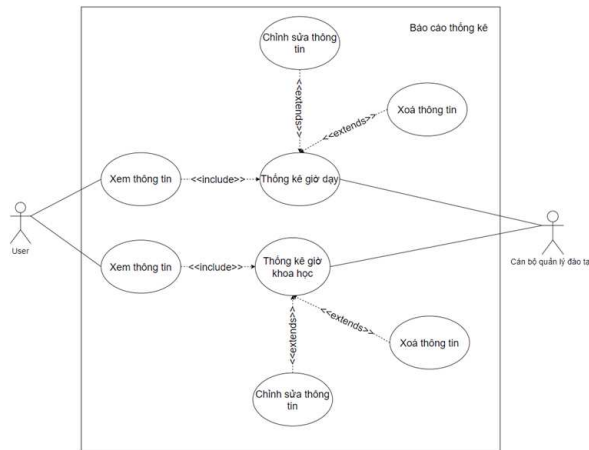 Báo cáo thống kê
Chỉnh sửa thông
tin
<<extends>>
Xoá thông tin
<<extends>>
Xem thông tin
<<include>>
Thống kê giờ dạy
User
Cán bộ quản lý đào tạ
Xem thông tin
<<include>>
Thống kê giờ
khoa học
<<extends>>
<<extends>>
Xoá thông tin
Chỉnh sửa thông
tin